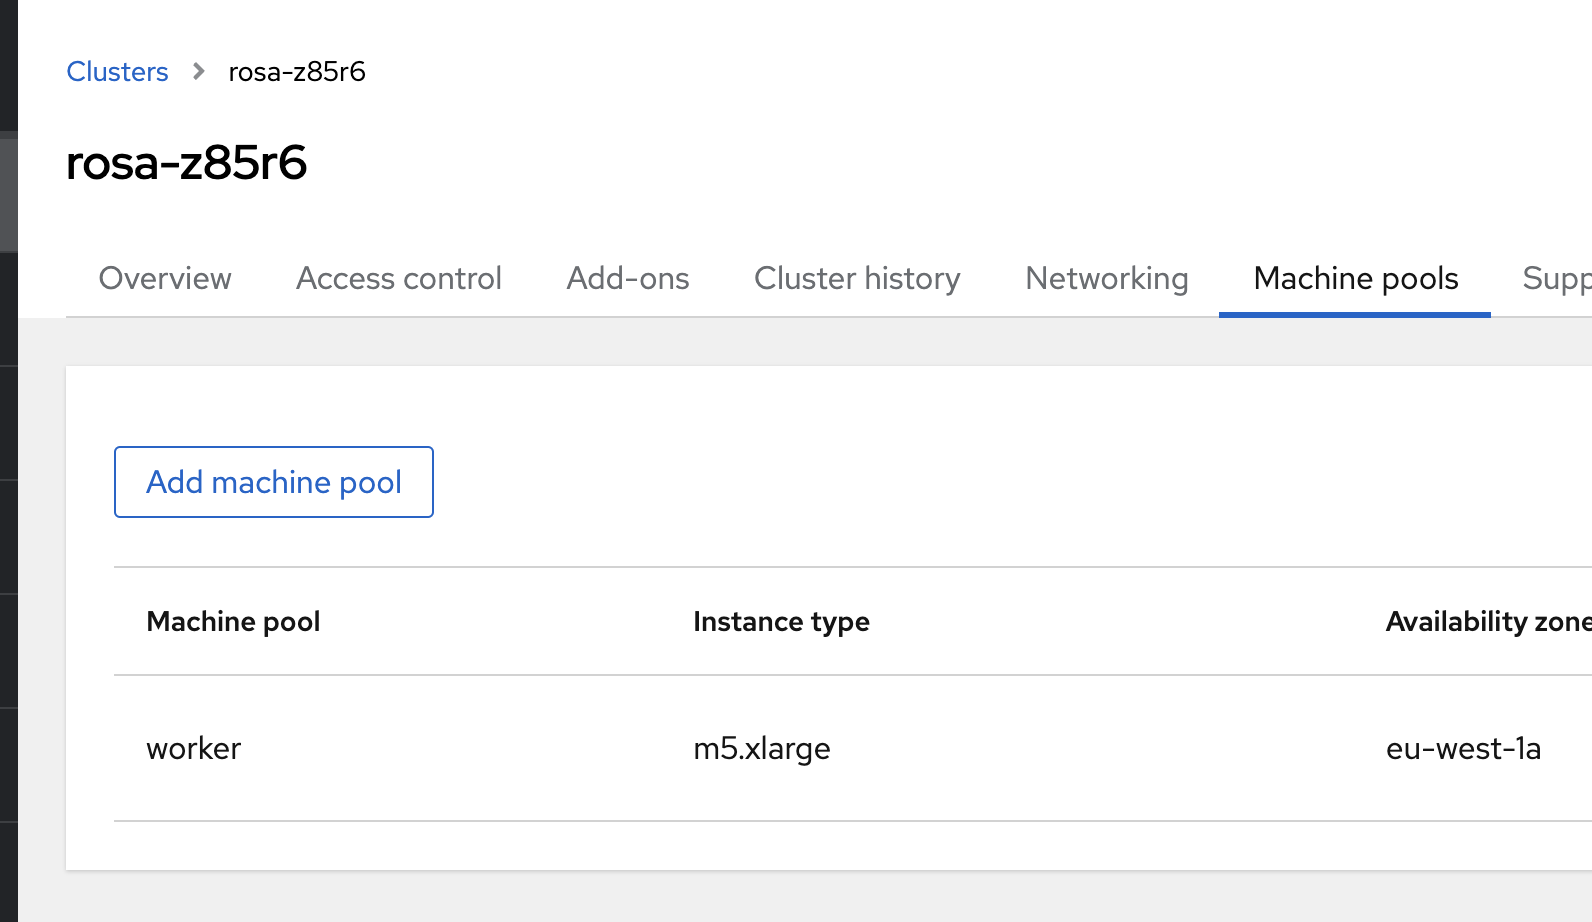 Clusters > rosa-z85r6
rosa-z85r6
Overview Access control Add-ons Cluster history Networking Machine pools Supp
Add machine pool
Machine pool Instance type Availability zone
worker m5.xlarge eu-west-1a